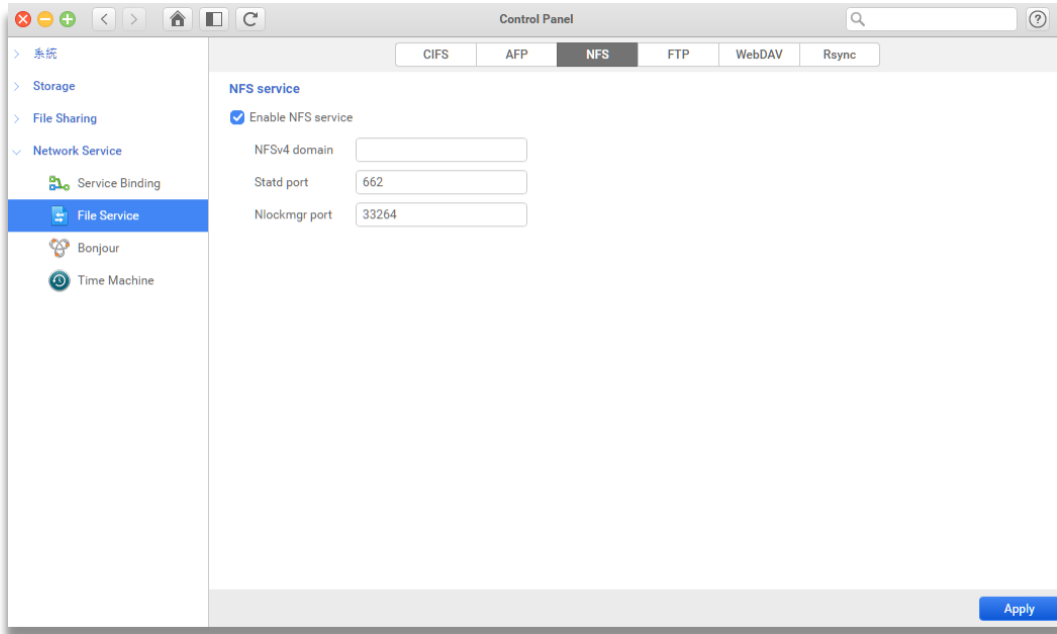 Control Panel
系統
Storage
File Sharing
Network Service
Service Binding
File Service
Bonjour
Time Machine
CIFS AFP NFS FTP WebDAV Rsync
NFS service
Enable NFS service
NFSv4 domain
Statd port 662
Nlockmgr port 33264
Apply